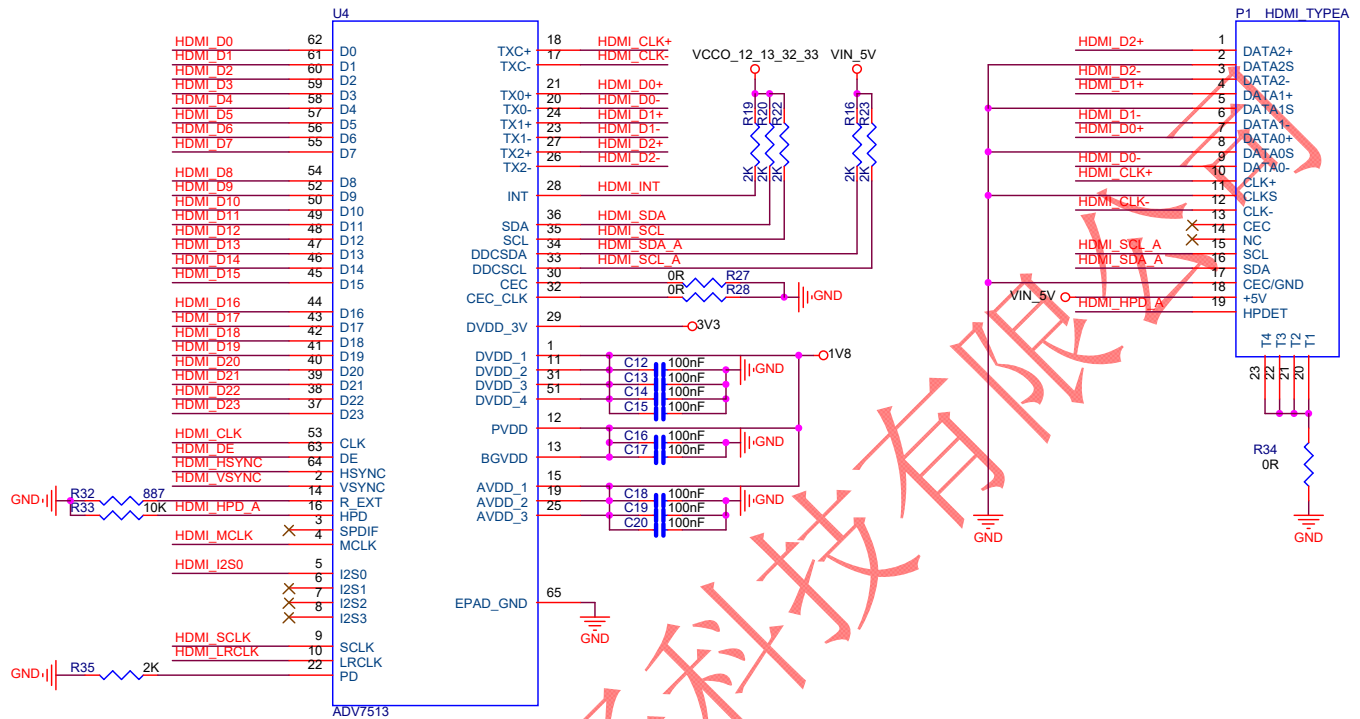 U4
HDMI_D0 62 D0
HDMI_D1 61 D1
HDMI_D2 60 D2
HDMI_D3 59 D3
HDMI_D4 58 D4
HDMI_D5 57 D5
HDMI_D6 56 D6
HDMI_D7 55 D7
HDMI_D8 54 D8
HDMI_D9 52 D9
HDMI_D10 50 D10
HDMI_D11 49 D11
HDMI_D12 48 D12
HDMI_D13 47 D13
HDMI_D14 46 D14
HDMI_D15 45 D15
HDMI_D16 44 D16
HDMI_D17 43 D17
HDMI_D18 42 D18
HDMI_D19 41 D19
HDMI_D20 40 D20
HDMI_D21 39 D21
HDMI_D22 38 D22
HDMI_D23 37 D23
HDMI_CLK 53 CLK
HDMI_DE 63 DE
HDMI_HSYNC 64 HSYNC
HDMI_VSYNC 2 VSYNC
GND R32 887 14 R_EXT
R33 10K HDMI_HPD_A 16 HPD
3 SPDIF
HDMI_MCLK 4 MCLK
HDMI_I2S0 5 I2S0
6 I2S1
7 I2S2
8 I2S3
HDMI_SCLK 9 SCLK
HDMI_LRCLK 10 LRCLK
GND R35 2K 22 PD
ADV7513
TXC+ 18 HDMI_CLK+
TXC- 17 HDMI_CLK-
TX0+ 21 HDMI_D0+
TX0- 20 HDMI_D0-
TX1+ 24 HDMI_D1+
TX1- 23 HDMI_D1-
TX2+ 27 HDMI_D2+
TX2- 26 HDMI_D2-
INT 28 HDMI_INT
SDA 36 HDMI_SDA
SCL 35 HDMI_SCL
DDCSDA 34 HDMI_SDA_A
DDCSCL 33 HDMI_SCL_A
CEC 30 0R R27
CEC_CLK 32 0R R28 GND
DVDD_3V 29 3V3
DVDD_1 1 1V8
DVDD_2 11 C12 100nF GND
DVDD_3 31 C13 100nF
DVDD_4 51 C14 100nF
C15 100nF
PVDD 12 C16 100nF GND
BGVDD 13 C17 100nF
AVDD_1 15 C18 100nF GND
AVDD_2 19 C19 100nF
AVDD_3 25 C20 100nF
EPAD_GND 65
GND
VCCO_12_13_32_33 VIN_5V
R19 R20 R22 R16 R23
2K 2K 2K 2K 2K
P1 HDMI_TYPEA
HDMI_D2+ 1 DATA2+
2 DATA2S
HDMI_D2- 3 DATA2-
HDMI_D1+ 4 DATA1+
5 DATA1S
HDMI_D1- 6 DATA1-
HDMI_D0+ 7 DATA0+
8 DATA0S
HDMI_D0- 9 DATA0-
HDMI_CLK+ 10 CLK+
11 CLKS
HDMI_CLK- 12 CLK-
13 CEC
14 NC
HDMI_SCL_A 15 SCL
HDMI_SDA_A 16 SDA
17 CEC/GND
VIN_5V 18 +5V
HDMI_HPD_A 19 HPDET
T4 T3 T2 T1
23 22 21 20
R34
0R
GND
GND
科技有限公司